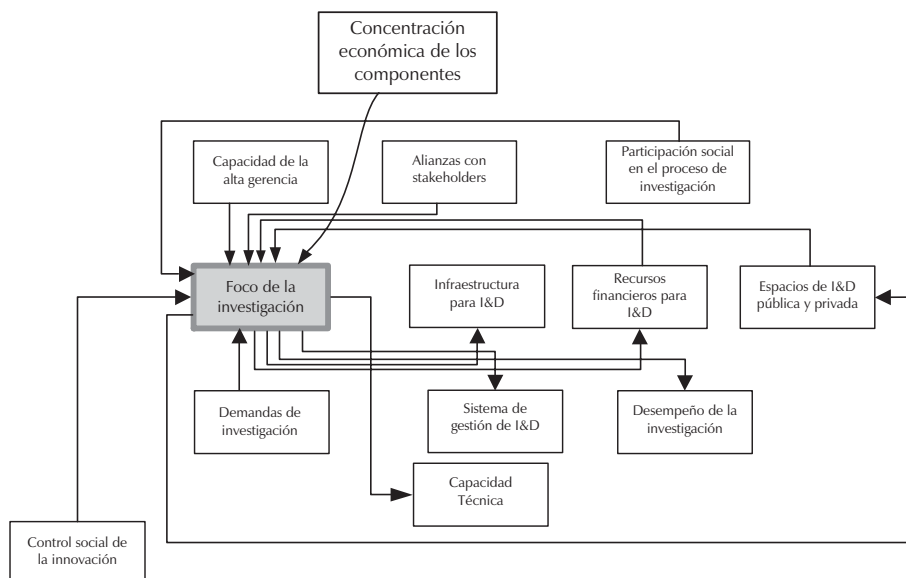 Concentración
económica de los
componentes
Capacidad de la
alta gerencia
Alianzas con
stakeholders
Participación social
en el proceso de
investigación
Foco de la
investigación
Infraestructura
para I&D
Recursos
financieros para
I&D
Espacios de I&D
pública y privada
Demandas de
investigación
Sistema de
gestión de I&D
Desempeño de la
investigación
Capacidad
Técnica
Control social de
la innovación